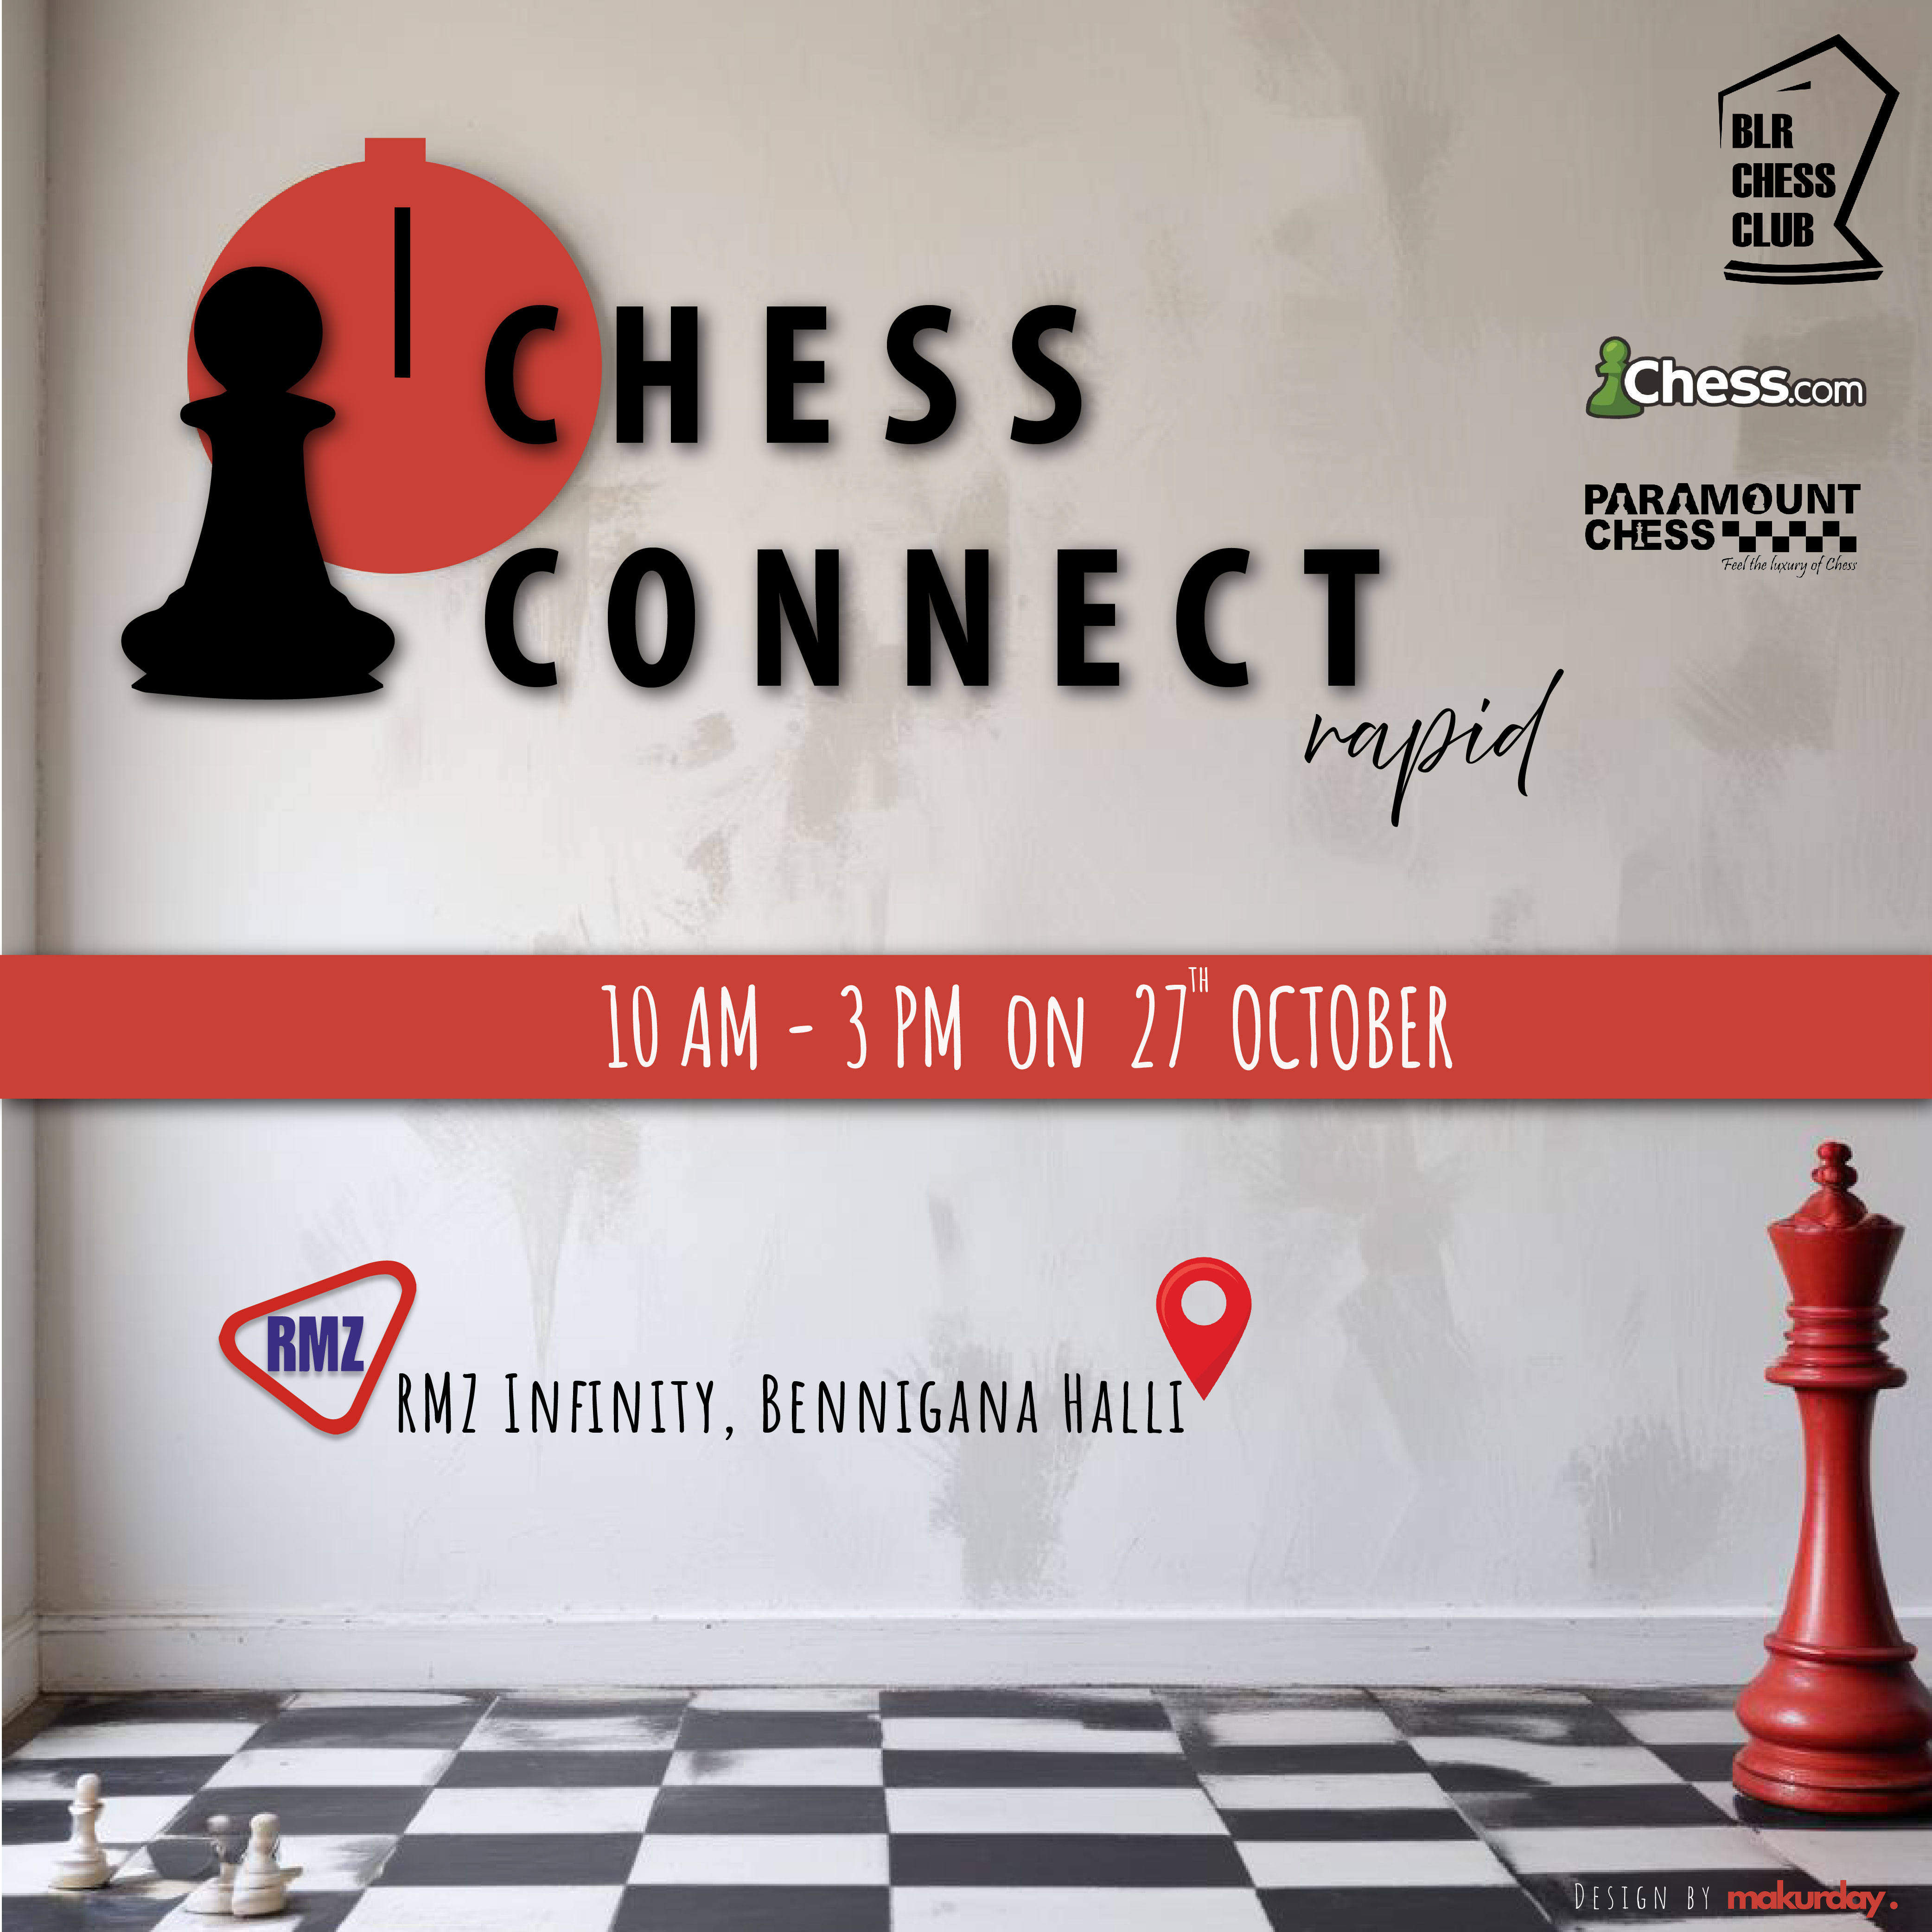 BLR
CHESS
CLUB
CHESS
CONNECT
rapid
Chess.com
PARAMOUNT
CHESS
Feel the luxury of Chess
10 AM - 3 PM ON 27TH OCTOBER
RMZ
RMZ INFINITY, BENNIGANA HALLI
DESIGN BY makurday.